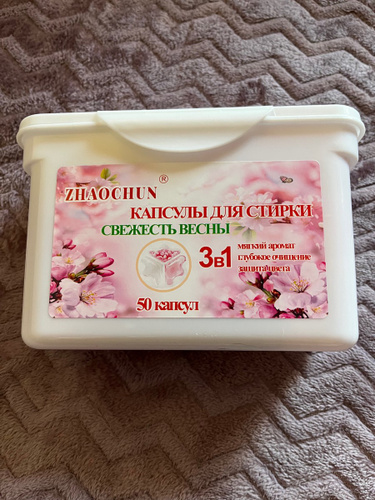 ZHAOCHUN ®
КАПСУЛЫ ДЛЯ СТИРКИ
СВЕЖЕСТЬ ВЕСНЫ
3в1
мягкий аромат
глубокое очищение
защита цвета
50 капсул